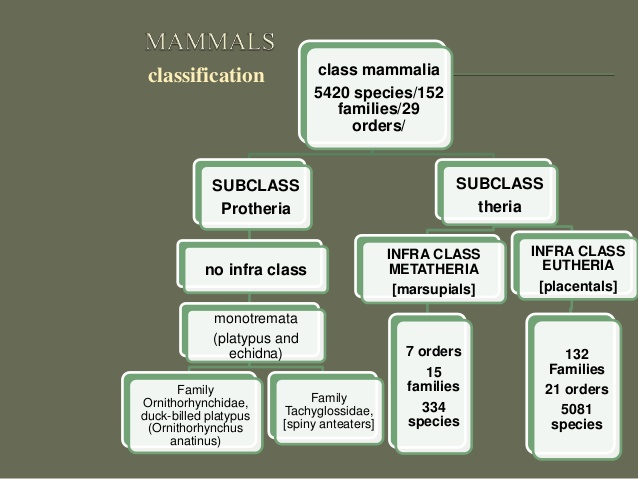 MAMMALS
classification
class mammalia
5420 species/152
families/29
orders/
SUBCLASS
Protheria
SUBCLASS
theria
no infra class
INFRA CLASS
METATHERIA
[marsupials]
INFRA CLASS
EUTHERIA
[placentals]
monotremata
(platypus and
echidna)
Family
Ornithorhynchidae,
duck-billed platypus
(Ornithorhynchus
anatinus)
Family
Tachyglossidae,
[spiny anteaters]
7 orders
15
families
334
species
132
Families
21 orders
5081
species